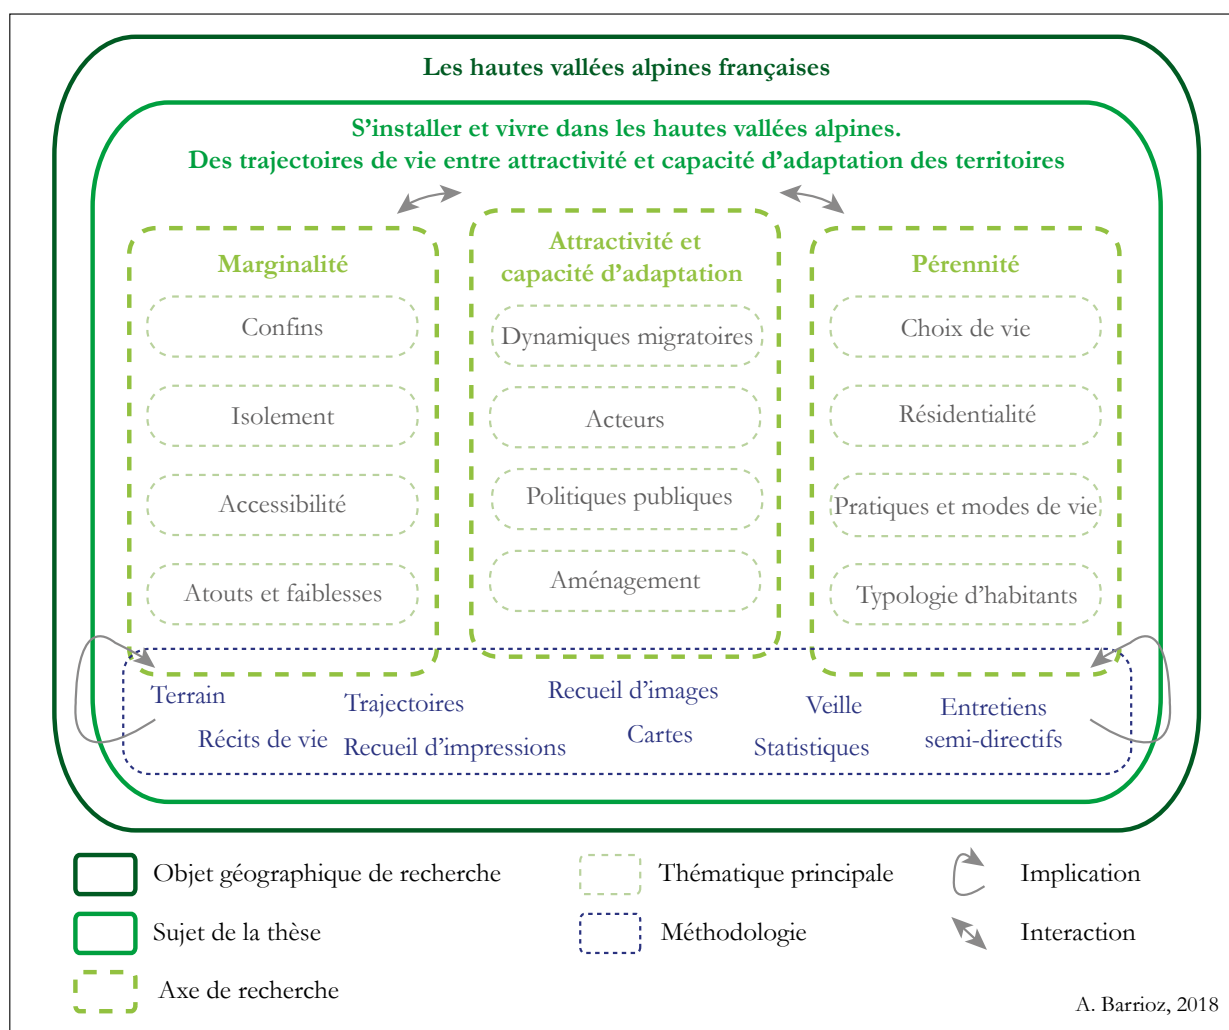 Les hautes vallées alpines françaises
S'installer et vivre dans les hautes vallées alpines.
Des trajectoires de vie entre attractivité et capacité d'adaptation des territoires
Marginalité
Confins
Isolement
Accessibilité
Atouts et faiblesses
Attractivité et
capacité d'adaptation
Dynamiques migratoires
Acteurs
Politiques publiques
Aménagement
Pérennité
Choix de vie
Résidentialité
Pratiques et modes de vie
Typologie d'habitants
Terrain
Récits de vie
Trajectoires
Recueil d'impressions
Recueil d'images
Cartes
Veille
Statistiques
Entretiens
semi-directifs
Objet géographique de recherche
Sujet de la thèse
Axe de recherche
Thématique principale
Méthodologie
Implication
Interaction
A. Barrioz, 2018